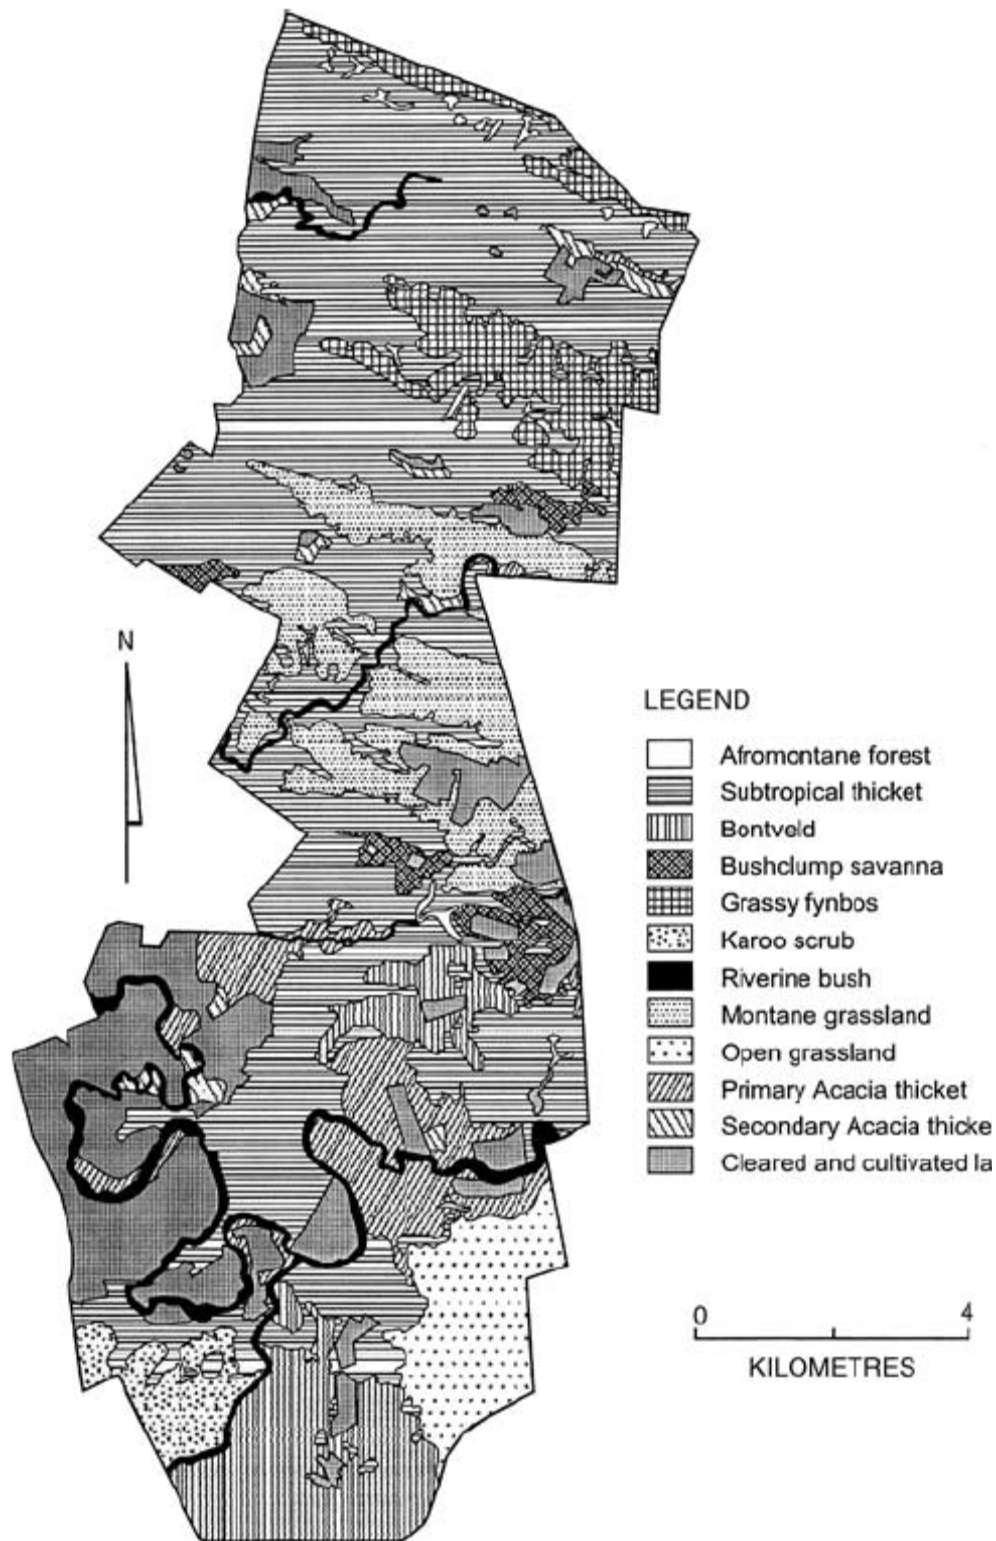 N
LEGEND
Afromontane forest
Subtropical thicket
Bontveld
Bushclump savanna
Grassy fynbos
Karoo scrub
Riverine bush
Montane grassland
Open grassland
Primary Acacia thicket
Secondary Acacia thicke
Cleared and cultivated la
0 4
KILOMETRES